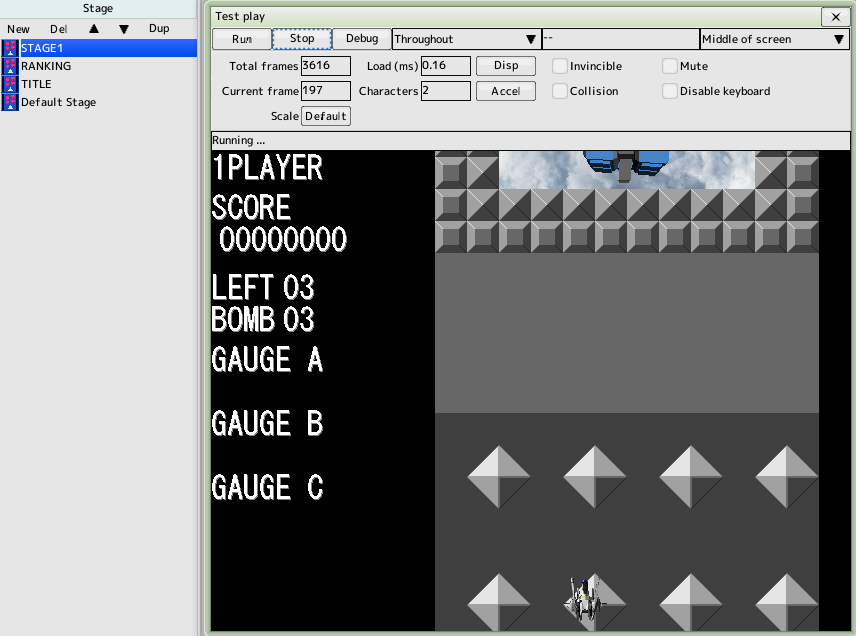 Stage
New Del ▲ ▼ Dup
STAGE1
RANKING
TITLE
Default Stage
Test play
Run Stop Debug Throughout ▼ -- Middle of screen ▼
Total frames 3616 Load (ms) 0.16 Disp Invincible Mute
Current frame 197 Characters 2 Accel Collision Disable keyboard
Scale Default
Running ...
1PLAYER
SCORE
00000000
LEFT 03
BOMB 03
GAUGE A
GAUGE B
GAUGE C